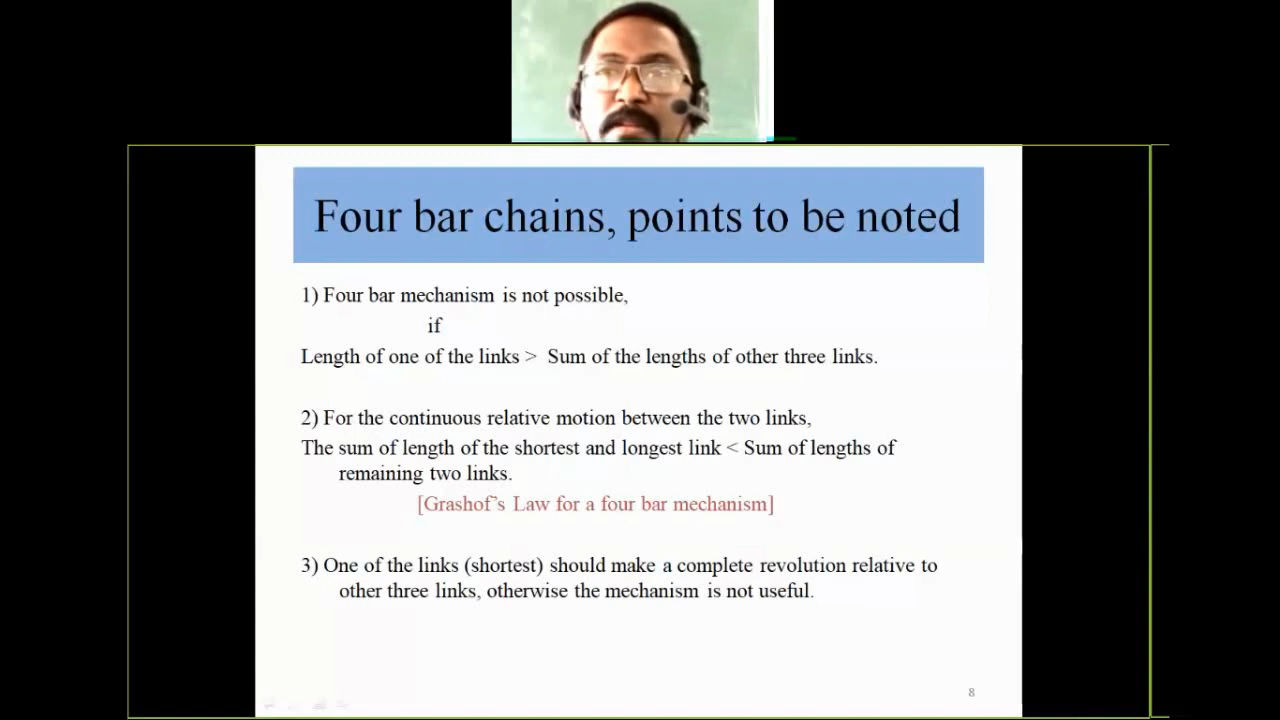 Four bar chains, points to be noted
1) Four bar mechanism is not possible,
if
Length of one of the links > Sum of the lengths of other three links.
2) For the continuous relative motion between the two links,
The sum of length of the shortest and longest link < Sum of lengths of
remaining two links.
[Grashof's Law for a four bar mechanism]
3) One of the links (shortest) should make a complete revolution relative to
other three links, otherwise the mechanism is not useful.
8